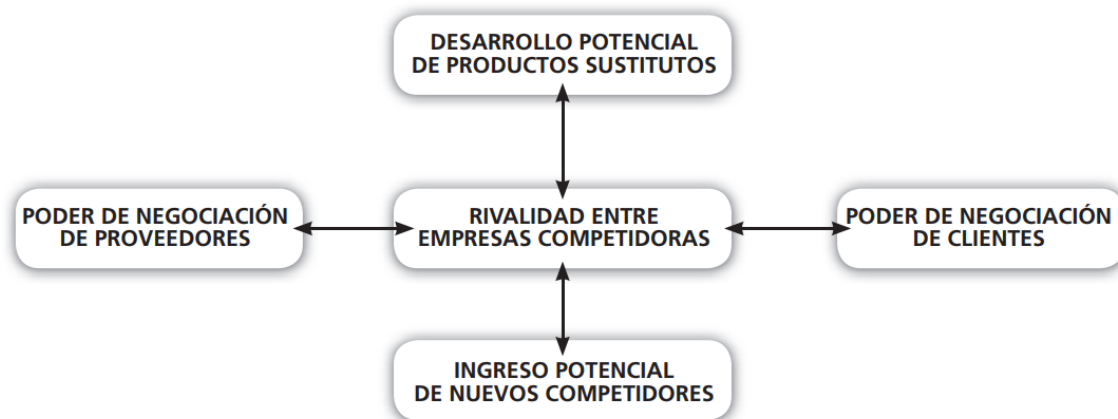 DESARROLLO POTENCIAL
DE PRODUCTOS SUSTITUTOS
PODER DE NEGOCIACIÓN
DE PROVEEDORES
RIVALIDAD ENTRE
EMPRESAS COMPETIDORAS
PODER DE NEGOCIACIÓN
DE CLIENTES
INGRESO POTENCIAL
DE NUEVOS COMPETIDORES